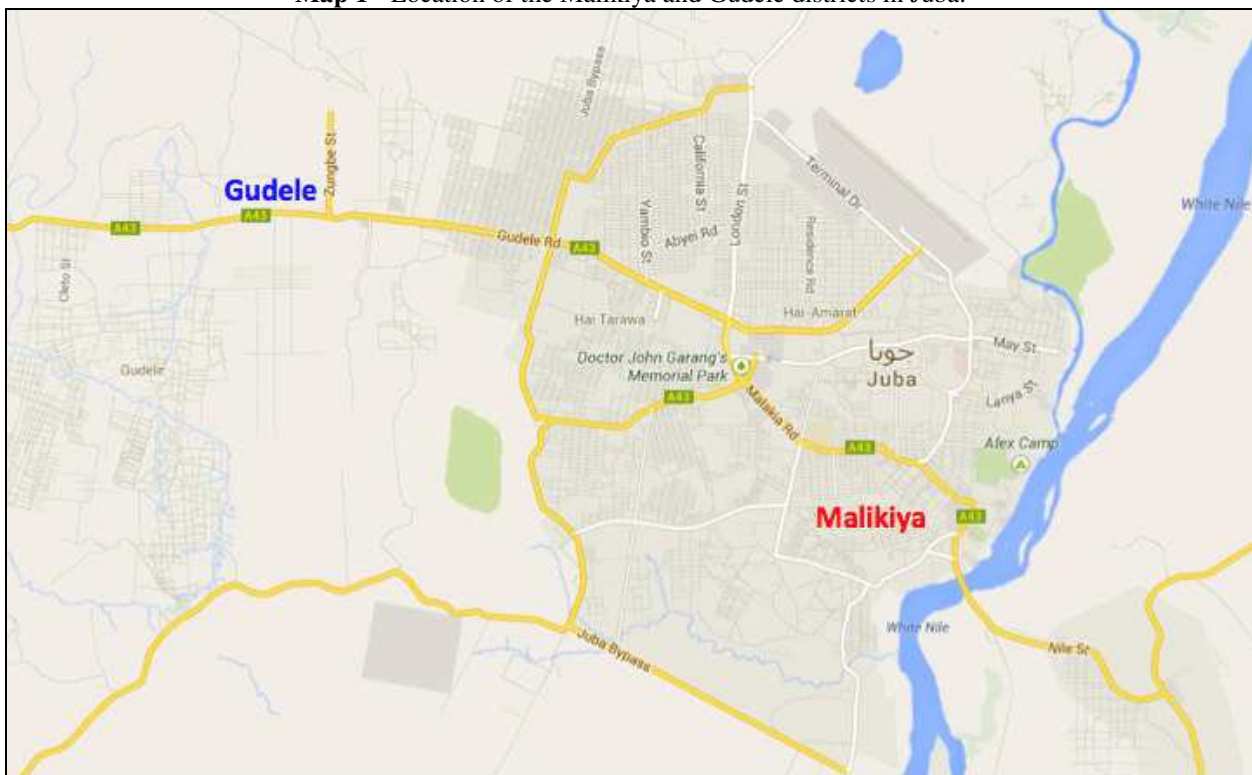 Map 1 - Location of the Malikiya and Gudele districts in Juba.
Juba Bypass
California St
London St
Terminal Dr
White Nile
Zungbe St
Gudele
A43
A43
Gudele Rd
A43
Yambio St
Abyei Rd
Residence Rd
Cleto St
Hai Tarawa
Hai-Amarat
Doctor John Garang's
Memorial Park
جوبا
Juba
May St
Gudele
Lanya St
A43
Malakia Rd
A43
Afex Camp
Malikiya
A43
White Nile
Juba Bypass
Nile St